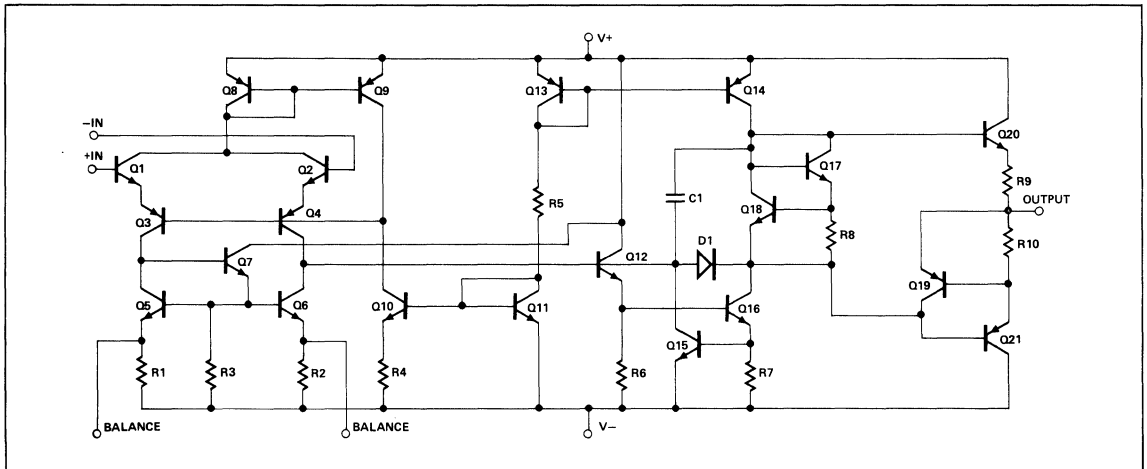 V+
Q8
Q9
Q13
Q14
-IN
+IN
Q1
Q2
Q20
Q17
R9
C1
Q18
OUTPUT
Q3
Q4
R5
D1
R8
R10
Q7
Q12
Q19
Q5
Q6
Q10
Q11
Q16
Q21
Q15
R1
R3
R2
R4
R6
R7
BALANCE
BALANCE
V-